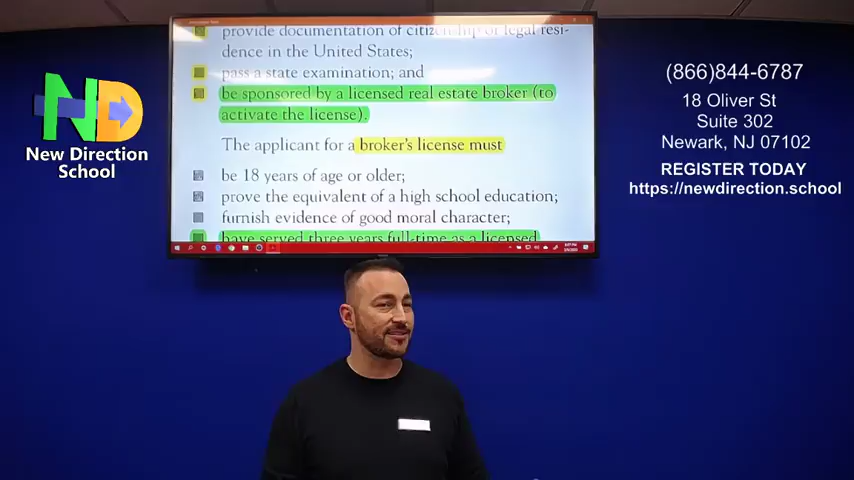 provide documentation of citizenship or legal resi-
dence in the United States;
pass a state examination; and
be sponsored by a licensed real estate broker (to
activate the license).
The applicant for a broker's license must
be 18 years of age or older;
prove the equivalent of a high school education;
furnish evidence of good moral character;
have served three years full-time as a licensed
ND
New Direction
School
(866)844-6787
18 Oliver St
Suite 302
Newark, NJ 07102
REGISTER TODAY
https://newdirection.school